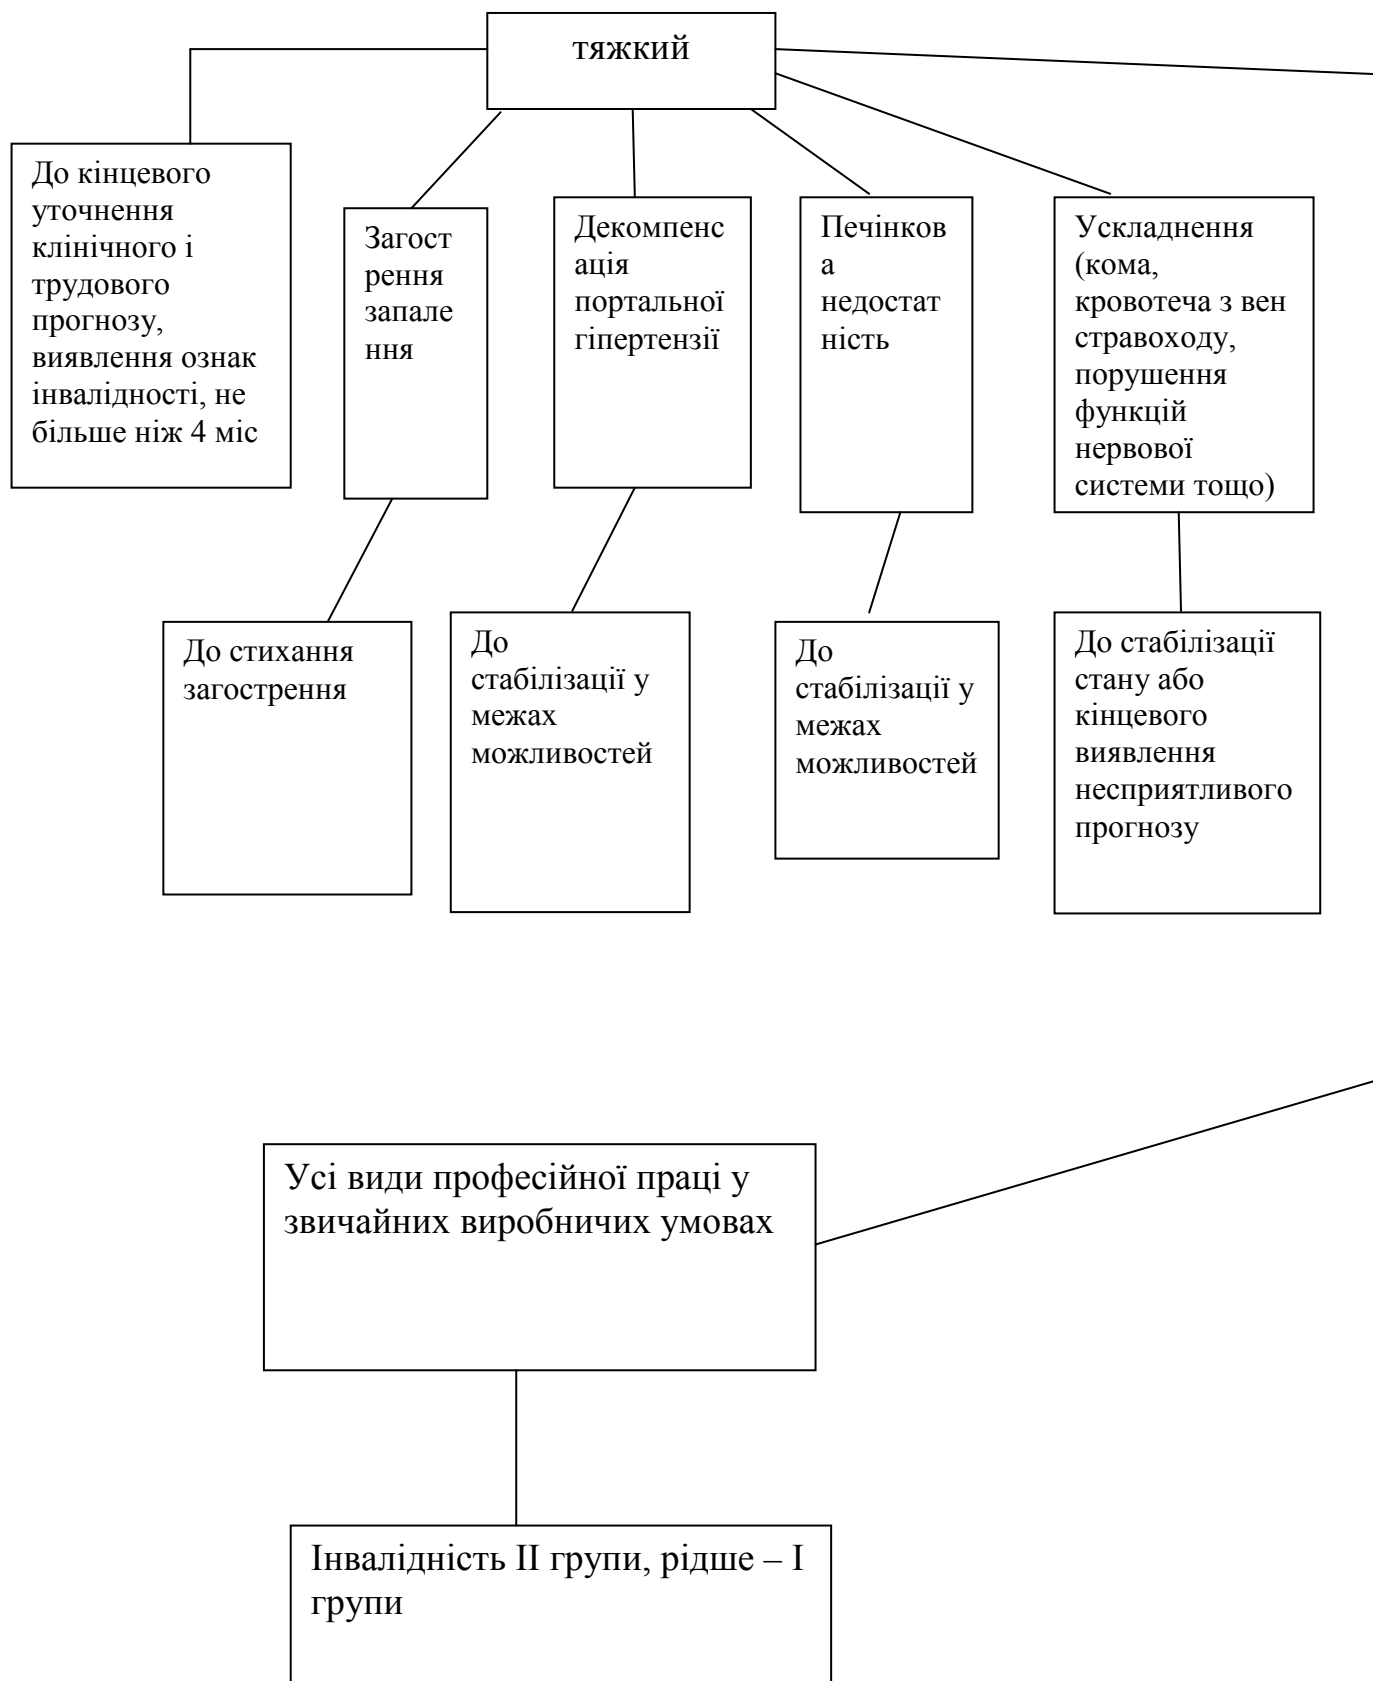 тяжкий
До кінцевого
уточнення
клінічного і
трудового
прогнозу,
виявлення ознак
інвалідності, не
більше ніж 4 міс
Загост
рення
запале
ння
Декомпенс
ація
портальної
гіпертензії
Печінков
а
недостат
ність
Ускладнення
(кома,
кровотеча з вен
стравоходу,
порушення
функцій
нервової
системи тощо)
До стихання
загострення
До
стабілізації у
межах
можливостей
До
стабілізації у
межах
можливостей
До стабілізації
стану або
кінцевого
виявлення
несприятливого
прогнозу
Усі види професійної праці у
звичайних виробничих умовах
Інвалідність ІІ групи, рідше – І
групи